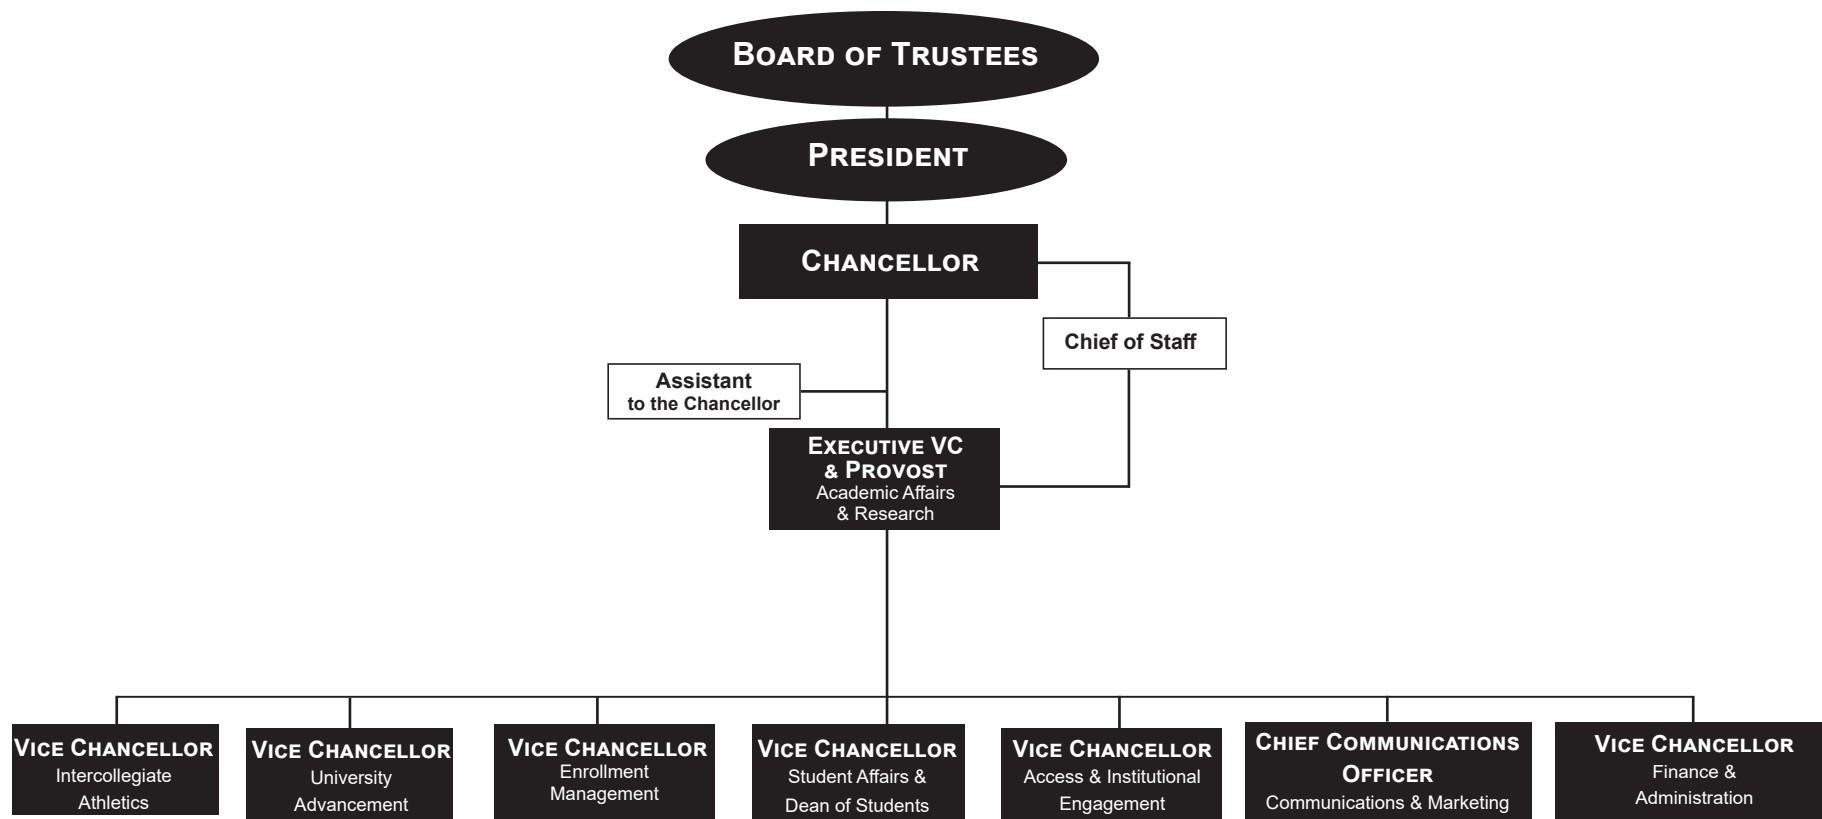 BOARD OF TRUSTEES
PRESIDENT
CHANCELLOR
Chief of Staff
Assistant
to the Chancellor
EXECUTIVE VC
& PROVOST
Academic Affairs
& Research
VICE CHANCELLOR
Intercollegiate
Athletics
VICE CHANCELLOR
University
Advancement
VICE CHANCELLOR
Enrollment
Management
VICE CHANCELLOR
Student Affairs &
Dean of Students
VICE CHANCELLOR
Access & Institutional
Engagement
CHIEF COMMUNICATIONS
OFFICER
Communications & Marketing
VICE CHANCELLOR
Finance &
Administration